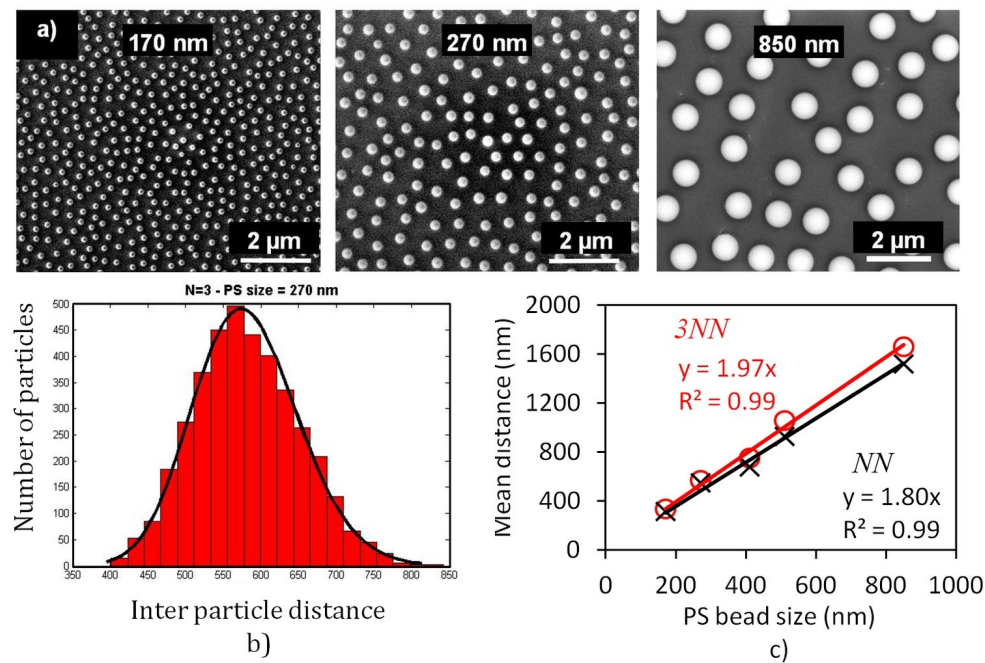 a)
170 nm
270 nm
850 nm
2 µm
2 µm
2 µm
N=3 - PS size = 270 nm
Number of particles
500
450
400
350
300
250
200
150
100
50
0
350
400
450
500
550
600
650
700
750
800
850
Inter particle distance
b)
Mean distance (nm)
2000
1600
1200
800
400
0
3NN
y = 1.97x
R² = 0.99
NN
y = 1.80x
R² = 0.99
0
200
400
600
800
1000
PS bead size (nm)
c)